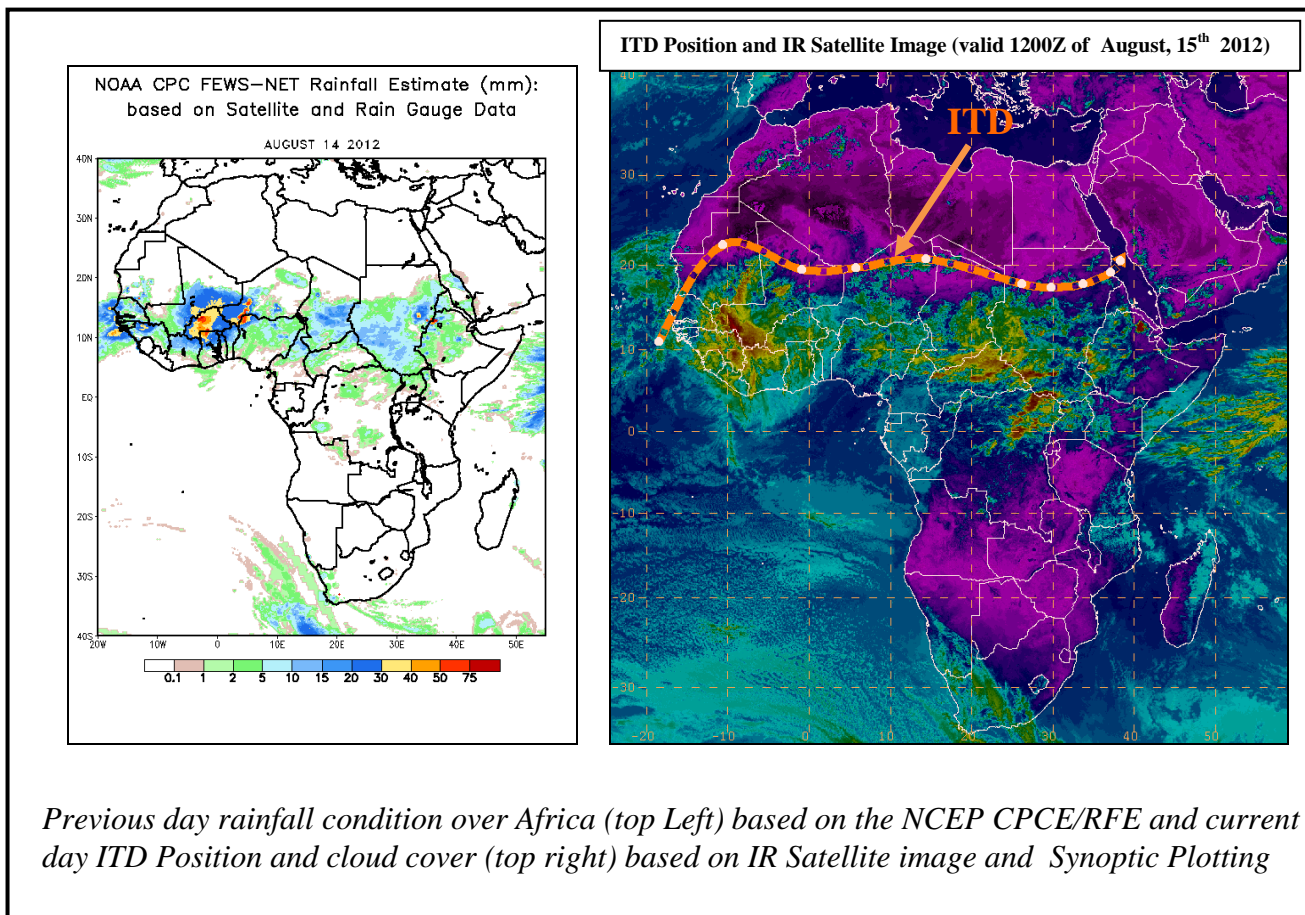 ITD Position and IR Satellite Image (valid 1200Z of August, 15th 2012)
NOAA CPC FEWS-NET Rainfall Estimate (mm):
based on Satellite and Rain Gauge Data
AUGUST 14 2012
40N
30N
20N
10N
EQ
10S
20S
30S
40S
20W 10W 0 10E 20E 30E 40E 50E
0.1 1 2 5 10 15 20 30 40 50 75
ITD
40
30
20
10
0
-10
-20
-30
-20 -10 0 10 20 30 40 50
Previous day rainfall condition over Africa (top Left) based on the NCEP CPCE/RFE and current
day ITD Position and cloud cover (top right) based on IR Satellite image and Synoptic Plotting